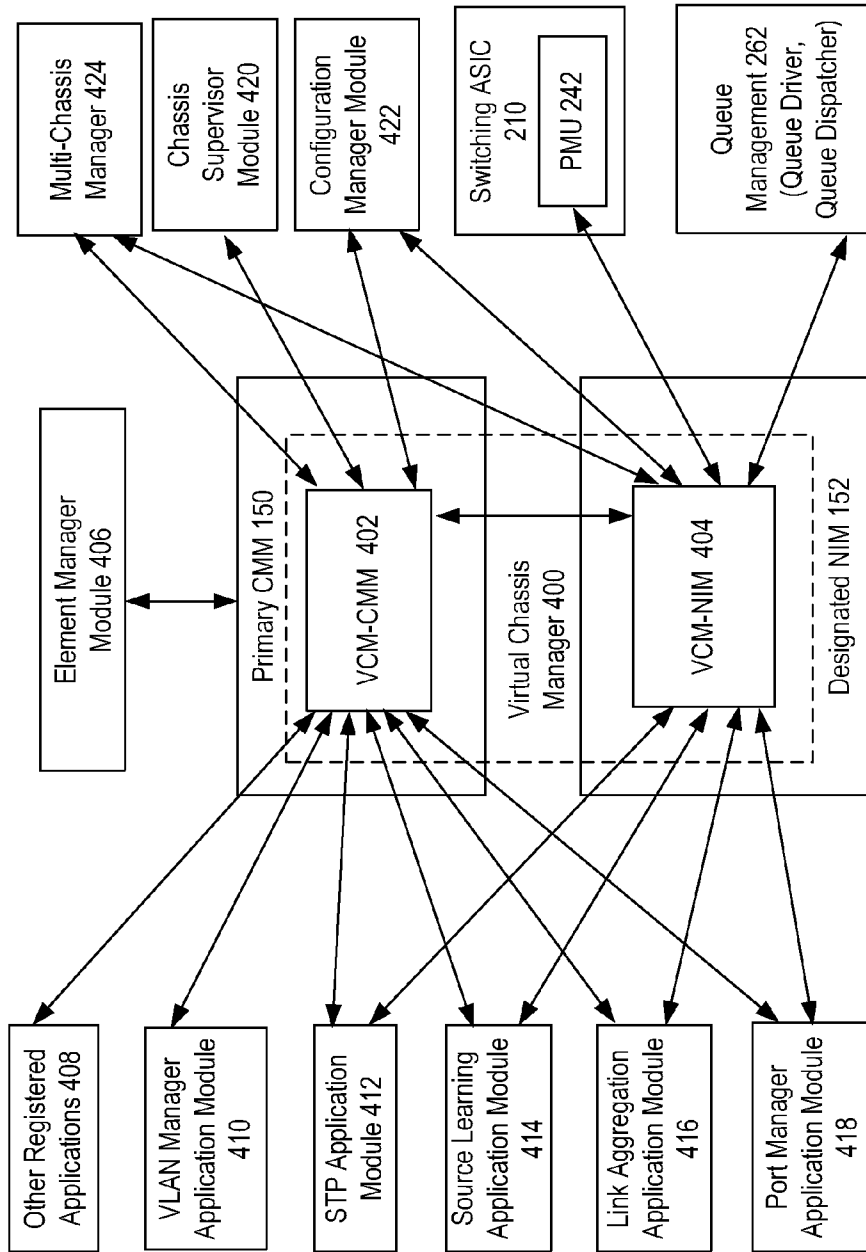 Element Manager
Module 406
Other Registered
Applications 408
VLAN Manager
Application Module
410
STP Application
Module 412
Source Learning
Application Module
414
Link Aggregation
Application Module
416
Port Manager
Application Module
418
Primary CMM 150
VCM-CMM 402
Virtual Chassis
Manager 400
VCM-NIM 404
Designated NIM 152
Multi-Chassis
Manager 424
Chassis
Supervisor
Module 420
Configuration
Manager Module
422
Switching ASIC
210
PMU 242
Queue
Management 262
(Queue Driver,
Queue Dispatcher)